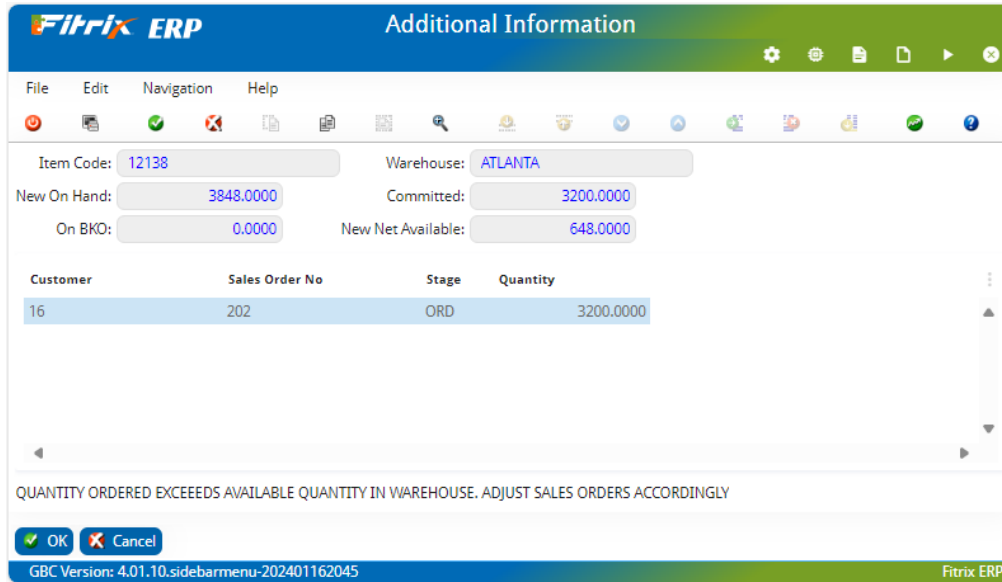 Fitrix ERP Additional Information
File Edit Navigation Help
Item Code: 12138 Warehouse: ATLANTA
New On Hand: 3848.0000 Committed: 3200.0000
On BKO: 0.0000 New Net Available: 648.0000
Customer Sales Order No Stage Quantity
16 202 ORD 3200.0000
QUANTITY ORDERED EXCEEEDS AVAILABLE QUANTITY IN WAREHOUSE. ADJUST SALES ORDERS ACCORDINGLY
OK Cancel
GBC Version: 4.01.10.sidebarmenu-202401162045 Fitrix ERP